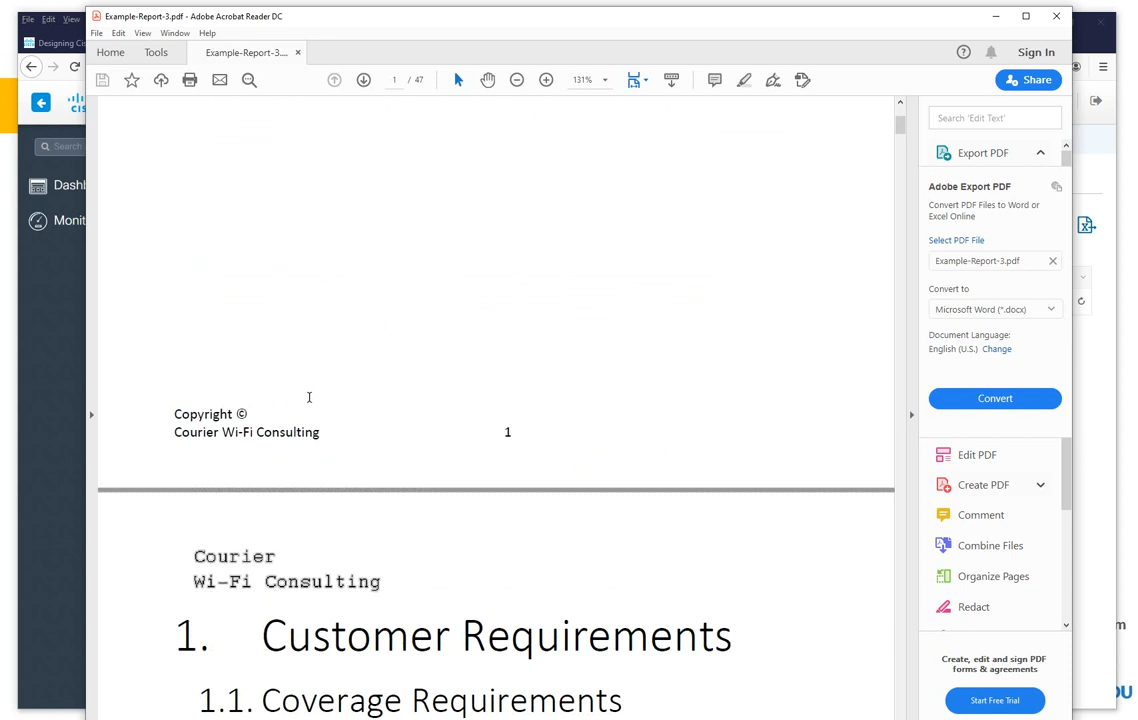 File Edit View
Example-Report-3.pdf - Adobe Acrobat Reader DC
File Edit View Window Help
Designing Cis
Home Tools Example-Report-3.... × Sign In
1 / 47 131% Share
Search
Dashb
Monit
Copyright ©
Courier Wi-Fi Consulting 1
Courier
Wi-Fi Consulting
1. Customer Requirements
1.1. Coverage Requirements
Search 'Edit Text'
Export PDF
Adobe Export PDF
Convert PDF Files to Word or
Excel Online
Select PDF File
Example-Report-3.pdf
Convert to
Microsoft Word (*.docx)
Document Language:
English (U.S.) Change
Convert
Edit PDF
Create PDF
Comment
Combine Files
Organize Pages
Redact
Create, edit and sign PDF
forms & agreements
Start Free Trial